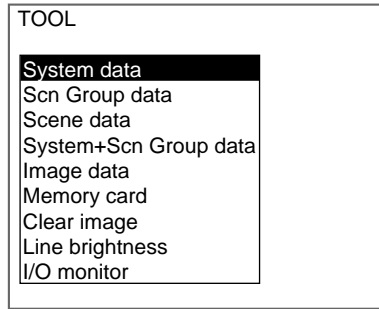 TOOL
System data
Scn Group data
Scene data
System+Scn Group data
Image data
Memory card
Clear image
Line brightness
I/O monitor